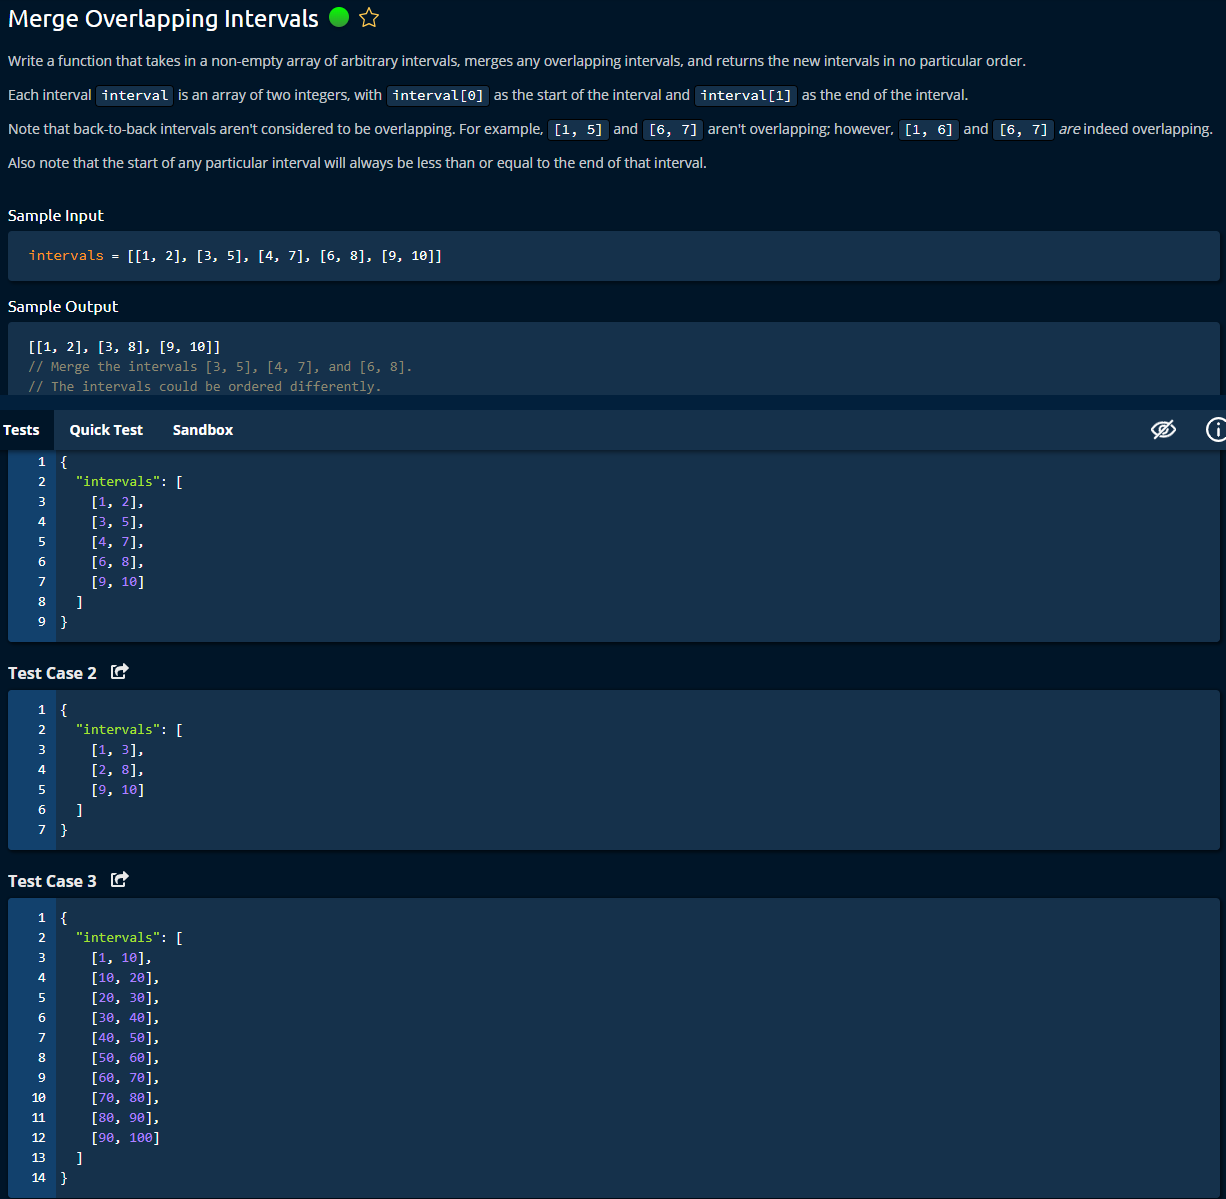 Merge Overlapping Intervals
Write a function that takes in a non-empty array of arbitrary intervals, merges any overlapping intervals, and returns the new intervals in no particular order.
Each interval interval is an array of two integers, with interval[0] as the start of the interval and interval[1] as the end of the interval.
Note that back-to-back intervals aren't considered to be overlapping. For example, [1, 5] and [6, 7] aren't overlapping; however, [1, 6] and [6, 7] are indeed overlapping.
Also note that the start of any particular interval will always be less than or equal to the end of that interval.
Sample Input
intervals = [[1, 2], [3, 5], [4, 7], [6, 8], [9, 10]]
Sample Output
[[1, 2], [3, 8], [9, 10]]
// Merge the intervals [3, 5], [4, 7], and [6, 8].
// The intervals could be ordered differently.
Tests Quick Test Sandbox
1 {
2 "intervals": [
3 [1, 2],
4 [3, 5],
5 [4, 7],
6 [6, 8],
7 [9, 10]
8 ]
9 }
Test Case 2
1 {
2 "intervals": [
3 [1, 3],
4 [2, 8],
5 [9, 10]
6 ]
7 }
Test Case 3
1 {
2 "intervals": [
3 [1, 10],
4 [10, 20],
5 [20, 30],
6 [30, 40],
7 [40, 50],
8 [50, 60],
9 [60, 70],
10 [70, 80],
11 [80, 90],
12 [90, 100]
13 ]
14 }